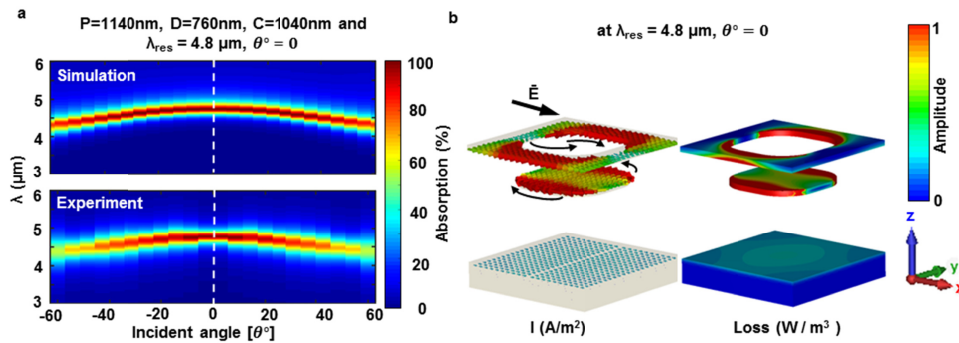 a
P=1140nm, D=760nm, C=1040nm and
λres = 4.8 µm, θ° = 0
6
Simulation
5
4
3
6
Experiment
5
4
3
λ (µm)
-60 -40 -20 0 20 40 60
Incident angle [θ°]
100
80
60
40
20
0
Absorption (%)
b
at λres = 4.8 µm, θ° = 0
Ē
I (A/m²)
Loss (W / m³ )
1
0
Amplitude
z
y
x